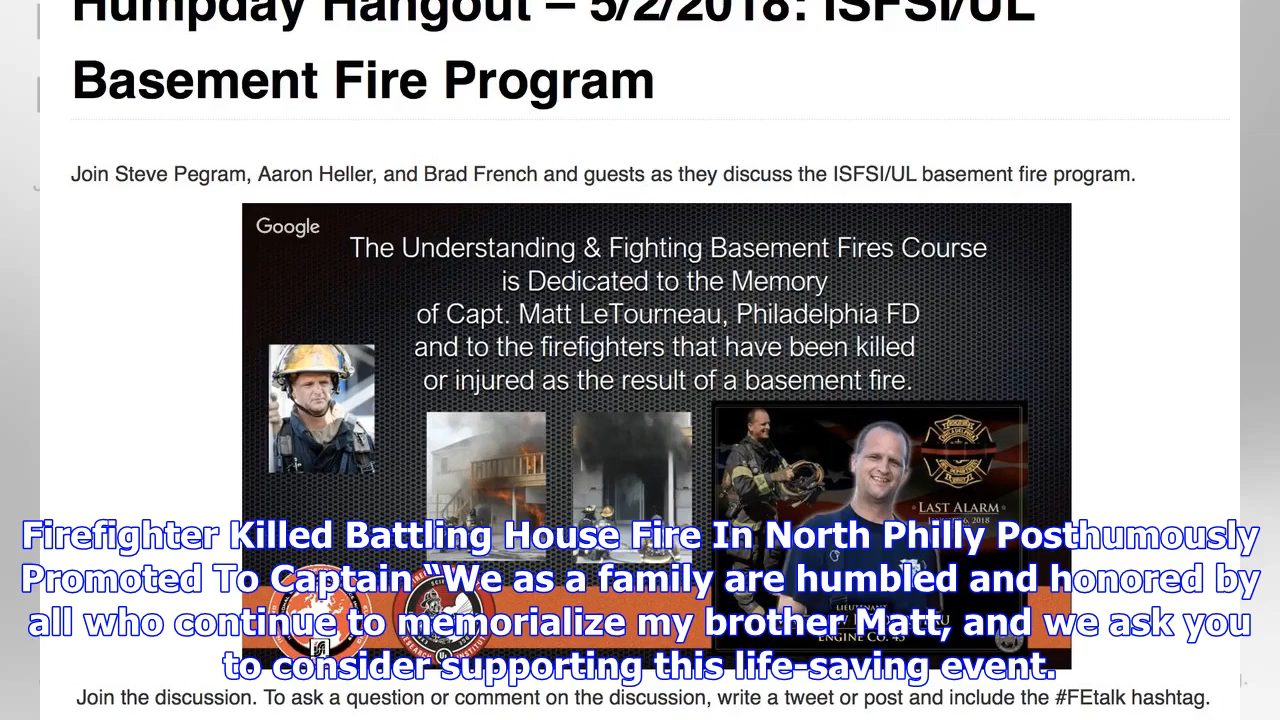 Humpday Hangout – 5/2/2018: ISFSI/UL
Basement Fire Program
Join Steve Pegram, Aaron Heller, and Brad French and guests as they discuss the ISFSI/UL basement fire program.
Google
The Understanding & Fighting Basement Fires Course
is Dedicated to the Memory
of Capt. Matt LeTourneau, Philadelphia FD
and to the firefighters that have been killed
or injured as the result of a basement fire.
LAST ALARM
2018
Firefighter Killed Battling House Fire In North Philly Posthumously
Promoted To Captain “We as a family are humbled and honored by
all who continue to memorialize my brother Matt, and we ask you
to consider supporting this life-saving event.
LIEUTENANT
ENGINE CO. 45
Join the discussion. To ask a question or comment on the discussion, write a tweet or post and include the #FEtalk hashtag.